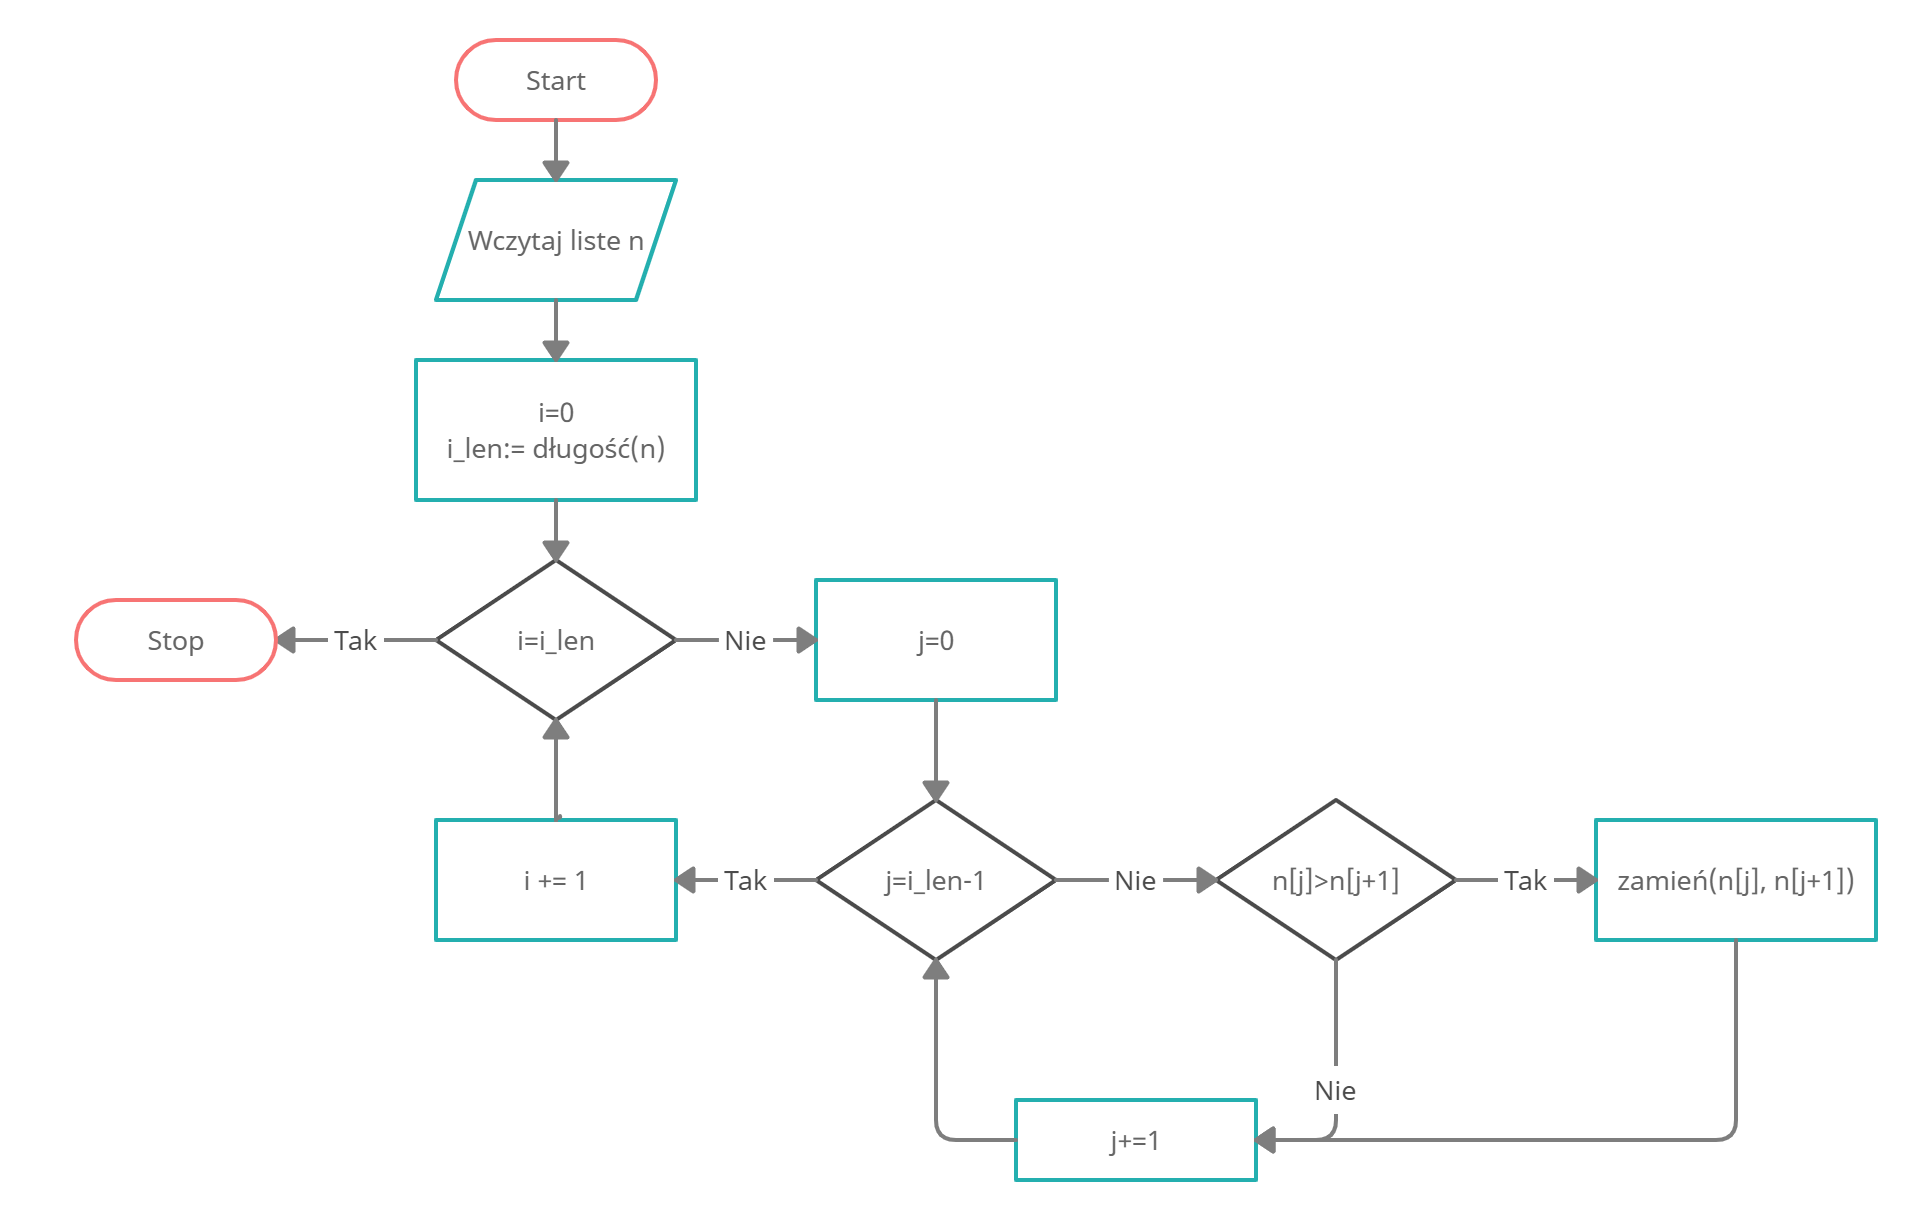 Start
Wczytaj liste n
i=0
i_len:= długość(n)
Stop
Tak
i=i_len
Nie
j=0
i += 1
Tak
j=i_len-1
Nie
n[j]>n[j+1]
Tak
zamień(n[j], n[j+1])
Nie
j+=1